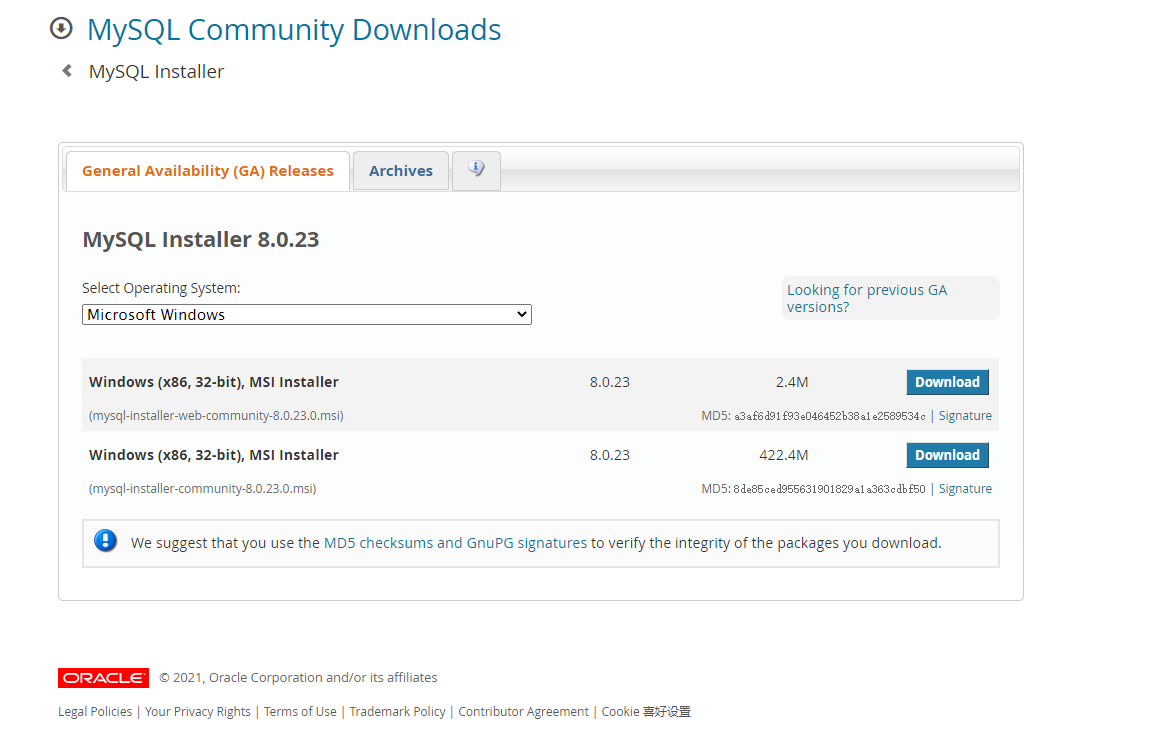 MySQL Community Downloads
MySQL Installer
General Availability (GA) Releases
Archives
MySQL Installer 8.0.23
Select Operating System:
Microsoft Windows
Looking for previous GA
versions?
Windows (x86, 32-bit), MSI Installer 8.0.23 2.4M Download
(mysql-installer-web-community-8.0.23.0.msi) MD5: a3af6d91f93e046452b38a1e2589534c | Signature
Windows (x86, 32-bit), MSI Installer 8.0.23 422.4M Download
(mysql-installer-community-8.0.23.0.msi) MD5: 8de85ced955631901829a1a363cdbf50 | Signature
We suggest that you use the MD5 checksums and GnuPG signatures to verify the integrity of the packages you download.
ORACLE © 2021, Oracle Corporation and/or its affiliates
Legal Policies | Your Privacy Rights | Terms of Use | Trademark Policy | Contributor Agreement | Cookie 喜好设置